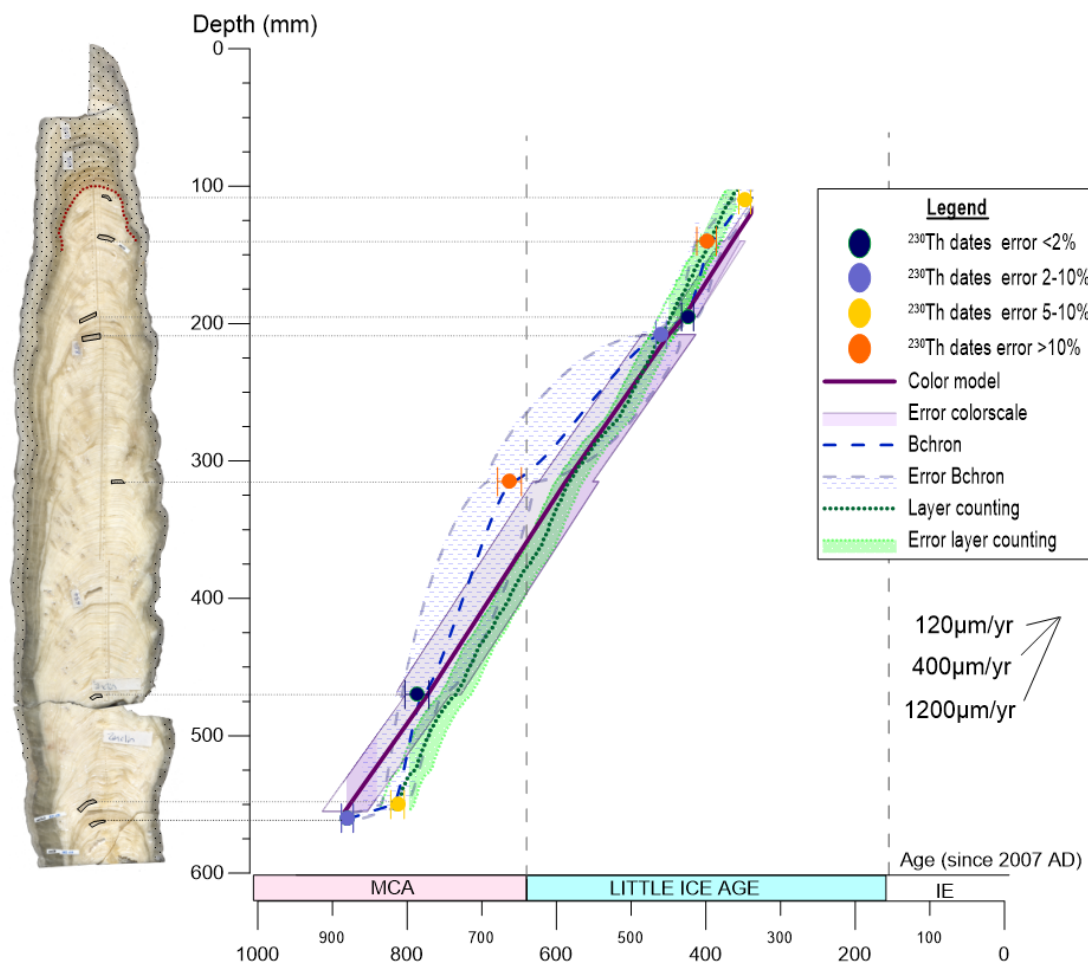 Depth (mm)
0
100
200
300
400
500
600
Legend
²³⁰Th dates error <2%
²³⁰Th dates error 2-10%
²³⁰Th dates error 5-10%
²³⁰Th dates error >10%
Color model
Error colorscale
Bchron
Error Bchron
Layer counting
Error layer counting
120µm/yr
400µm/yr
1200µm/yr
Age (since 2007 AD)
MCA
LITTLE ICE AGE
IE
900
700
500
300
100
1000
800
600
400
200
0